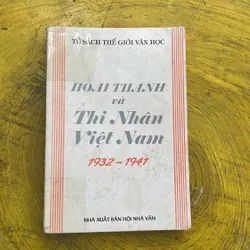 TỦ SÁCH THẾ GIỚI VĂN HỌC
HOÀI THANH
và
Thi Nhân
Việt Nam
1932 - 1941
NHÀ XUẤT BẢN HỘI NHÀ VĂN